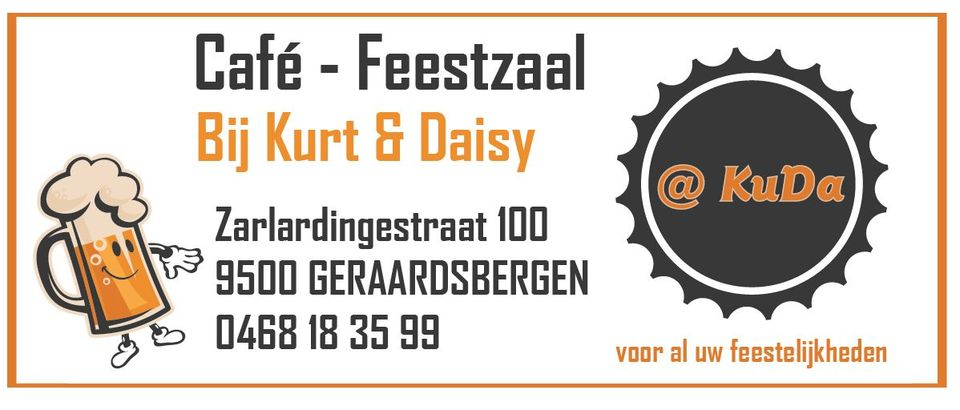 Café - Feestzaal
Bij Kurt & Daisy
Zarlardingestraat 100
9500 GERAARDSBERGEN
0468 18 35 99
@ KuDa
voor al uw feestelijkheden